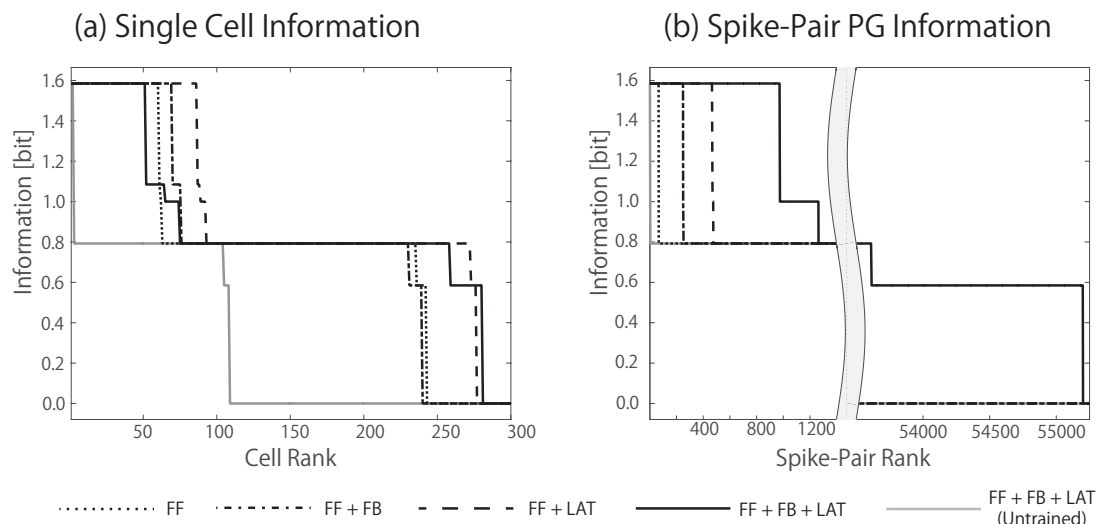 (a) Single Cell Information
(b) Spike-Pair PG Information
Information [bit]
1.6
1.4
1.2
1.0
0.8
0.6
0.4
0.2
0.0
50
100
150
200
250
300
Cell Rank
Information [bit]
1.6
1.4
1.2
1.0
0.8
0.6
0.4
0.2
0.0
400
800
1200
54000
54500
55000
Spike-Pair Rank
FF
FF + FB
FF + LAT
FF + FB + LAT
FF + FB + LAT
(Untrained)